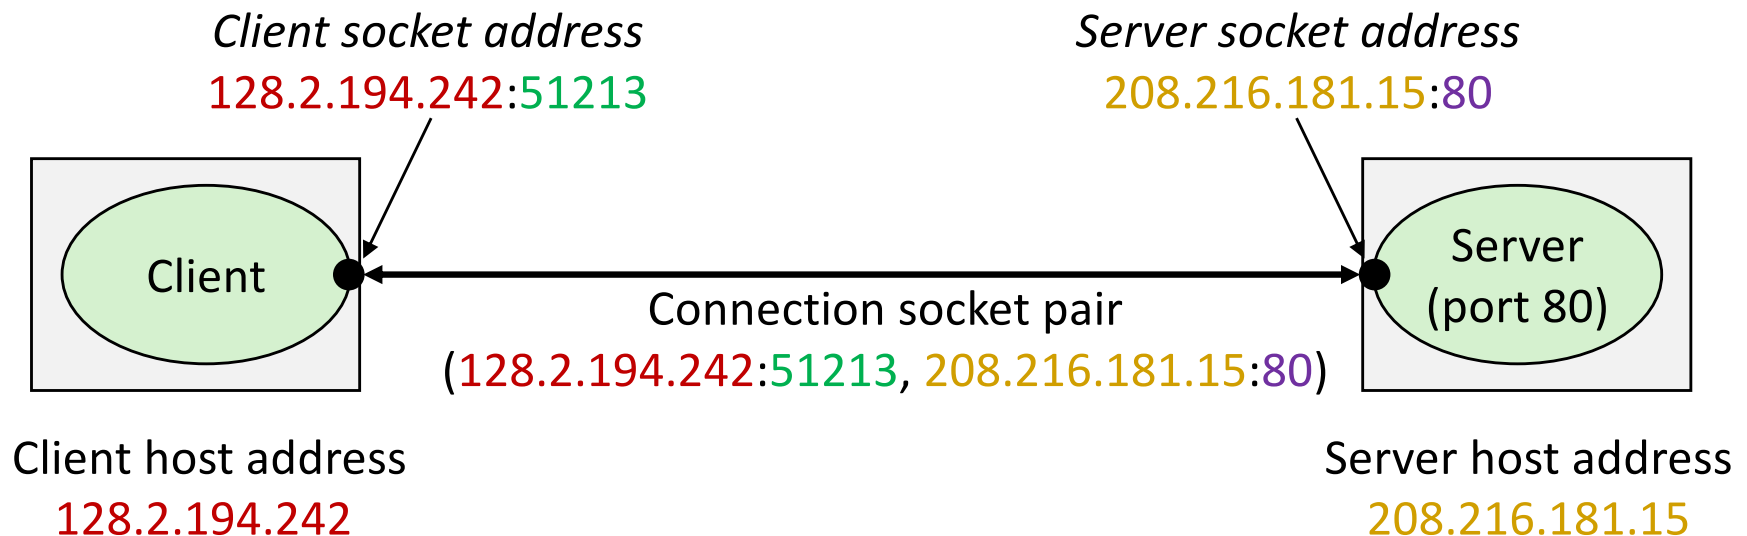 Client socket address
128.2.194.242:51213
Server socket address
208.216.181.15:80
Client
Server
(port 80)
Connection socket pair
(128.2.194.242:51213, 208.216.181.15:80)
Client host address
128.2.194.242
Server host address
208.216.181.15